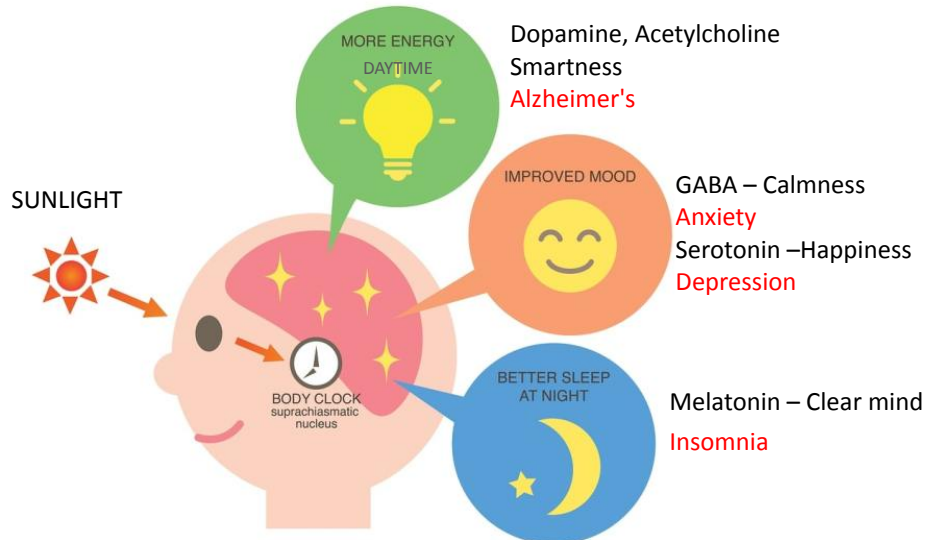 MORE ENERGY
DAYTIME
Dopamine, Acetylcholine
Smartness
Alzheimer's
SUNLIGHT
IMPROVED MOOD
GABA – Calmness
Anxiety
Serotonin –Happiness
Depression
BODY CLOCK
suprachiasmatic
nucleus
BETTER SLEEP
AT NIGHT
Melatonin – Clear mind
Insomnia